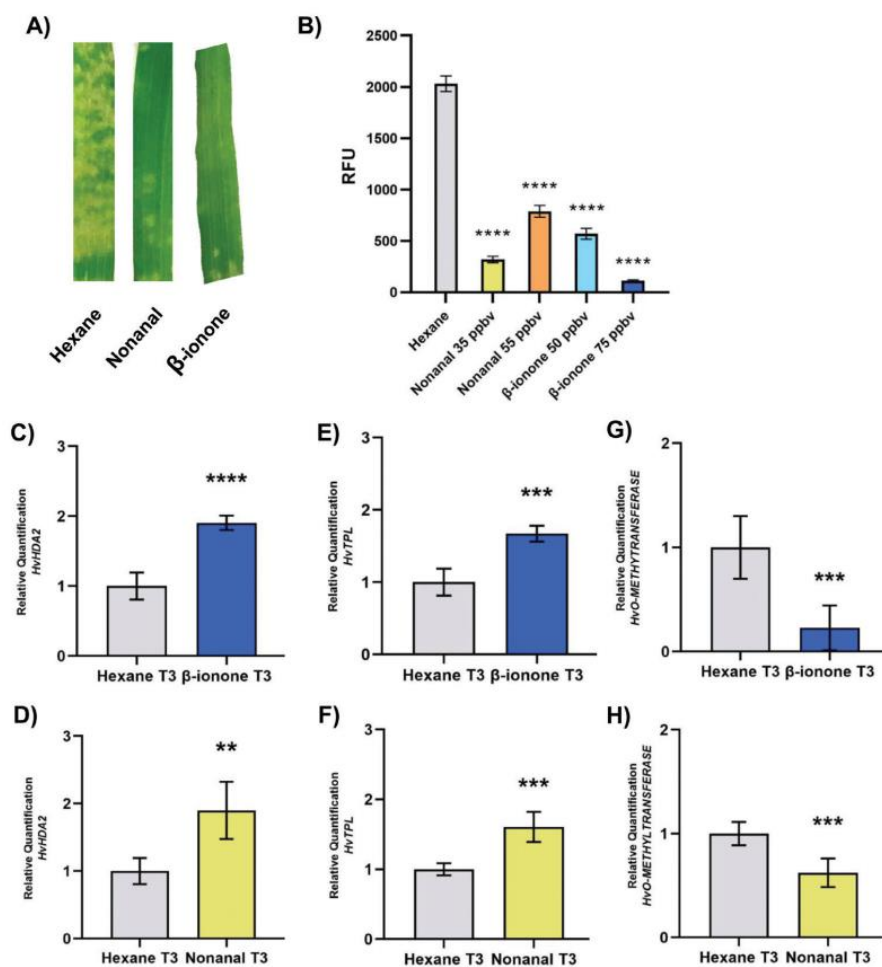 A)
Hexane
Nonanal
β-ionone
B)
RFU
2500
2000
1500
1000
500
0
****
****
****
****
Hexane
Nonanal 35 ppbv
Nonanal 55 ppbv
β-ionone 50 ppbv
β-ionone 75 ppbv
C)
Relative Quantification
HvHDA2
3
2
1
0
****
Hexane T3 β-ionone T3
E)
Relative Quantification
HvTPL
3
2
1
0
***
Hexane T3 β-ionone T3
G)
Relative Quantification
HvO-METHYTRANSFERASE
2
1
0
***
Hexane T3 β-ionone T3
D)
Relative Quantification
HvHDA2
3
2
1
0
**
Hexane T3 Nonanal T3
F)
Relative Quantification
HvTPL
3
2
1
0
***
Hexane T3 Nonanal T3
H)
Relative Quantification
HvO-METHYLTRANSFERASE
2
1
0
***
Hexane T3 Nonanal T3